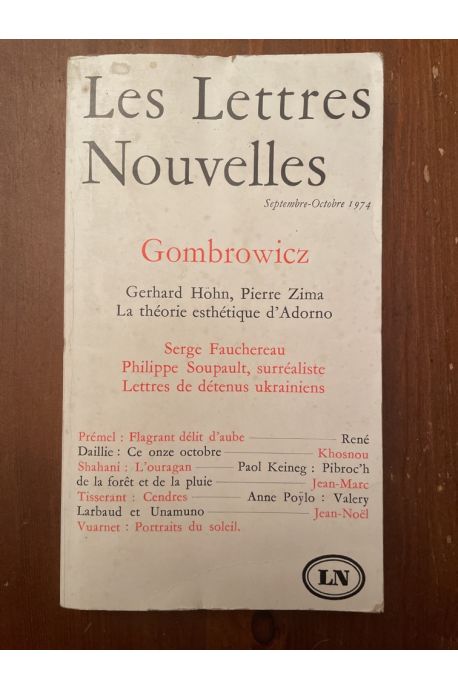 Les Lettres
Nouvelles
Septembre-Octobre 1974
Gombrowicz
Gerhard Höhn, Pierre Zima
La théorie esthétique d'Adorno
Serge Fauchereau
Philippe Soupault, surréaliste
Lettres de détenus ukrainiens
Prémel : Flagrant délit d'aube — René
Daillie : Ce onze octobre — Khosnou
Shahani : L'ouragan — Paol Keineg : Pibroc'h
de la forêt et de la pluie — Jean-Marc
Tisserant : Cendres — Anne Poÿlo : Valery
Larbaud et Unamuno — Jean-Noël
Vuarnet : Portraits du soleil.
LN